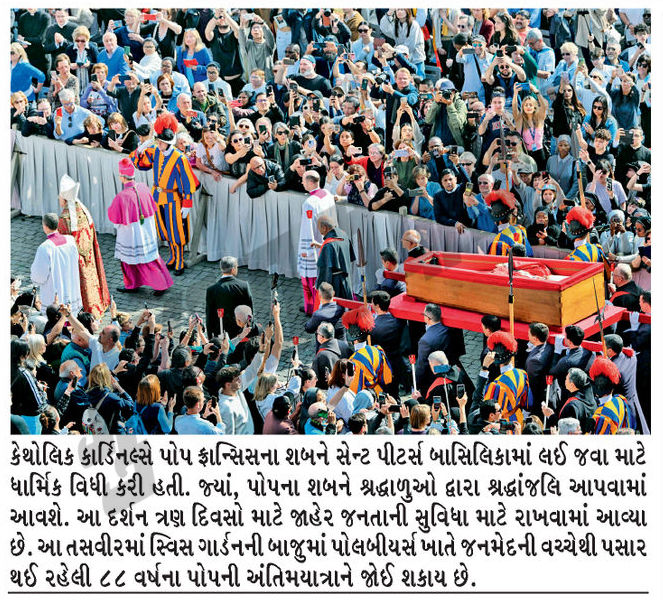 કેથોલિક કાર્ડિનલ્સે પોપ ફ્રાન્સિસના શબને સેન્ટ પીટર્સ બાસિલિકામાં લઈ જવા માટે
ધાર્મિક વિધી કરી હતી. જ્યાં, પોપના શબને શ્રદ્ધાળુઓ દ્વારા શ્રદ્ધાંજલિ આપવામાં
આવશે. આ દર્શન ત્રણ દિવસો માટે જાહેર જનતાની સુવિધા માટે રાખવામાં આવ્યા
છે. આ તસવીરમાં સ્વિસ ગાર્ડનની બાજુમાં પોલબીયર્સ ખાતે જનમેદની વચ્ચેથી પસાર
થઈ રહેલી ૮૮ વર્ષના પોપની અંતિમયાત્રાને જોઈ શકાય છે.